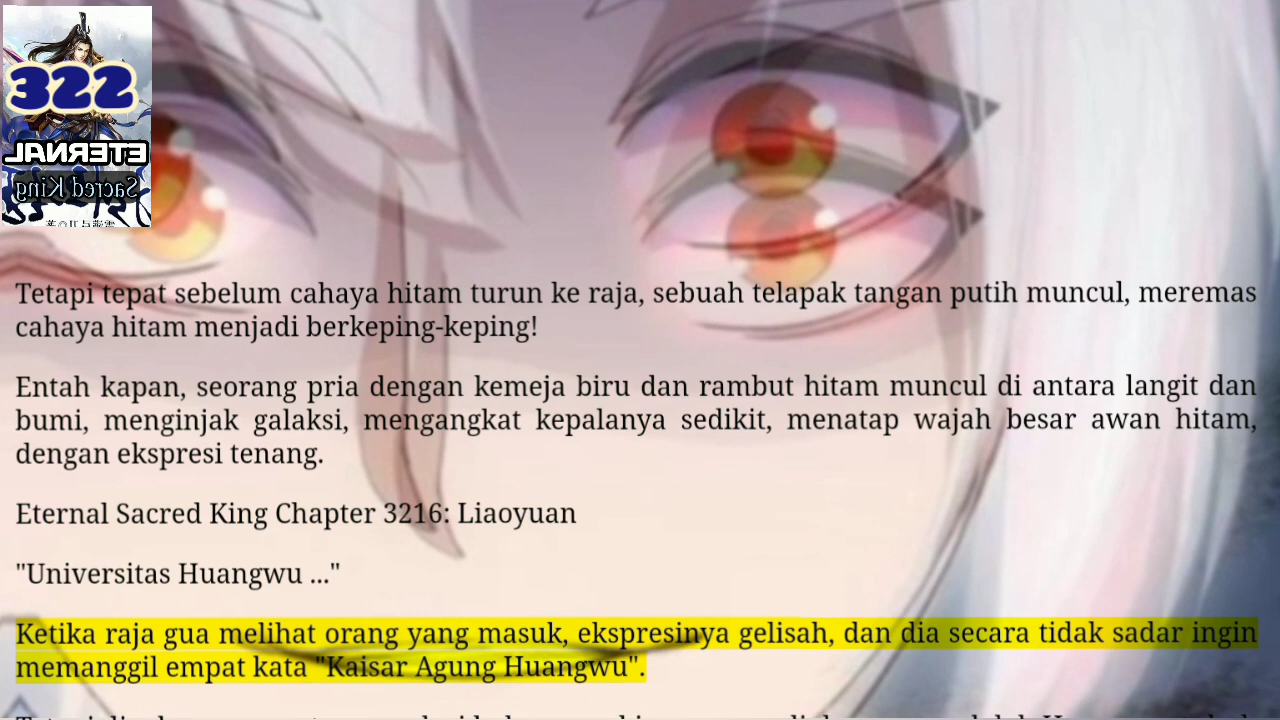 322
ETERNAL
Sacred King
Tetapi tepat sebelum cahaya hitam turun ke raja, sebuah telapak tangan putih muncul, meremas
cahaya hitam menjadi berkeping-keping!
Entah kapan, seorang pria dengan kemeja biru dan rambut hitam muncul di antara langit dan
bumi, menginjak galaksi, mengangkat kepalanya sedikit, menatap wajah besar awan hitam,
dengan ekspresi tenang.
Eternal Sacred King Chapter 3216: Liaoyuan
"Universitas Huangwu ..."
Ketika raja gua melihat orang yang masuk, ekspresinya gelisah, dan dia secara tidak sadar ingin
memanggil empat kata "Kaisar Agung Huangwu".